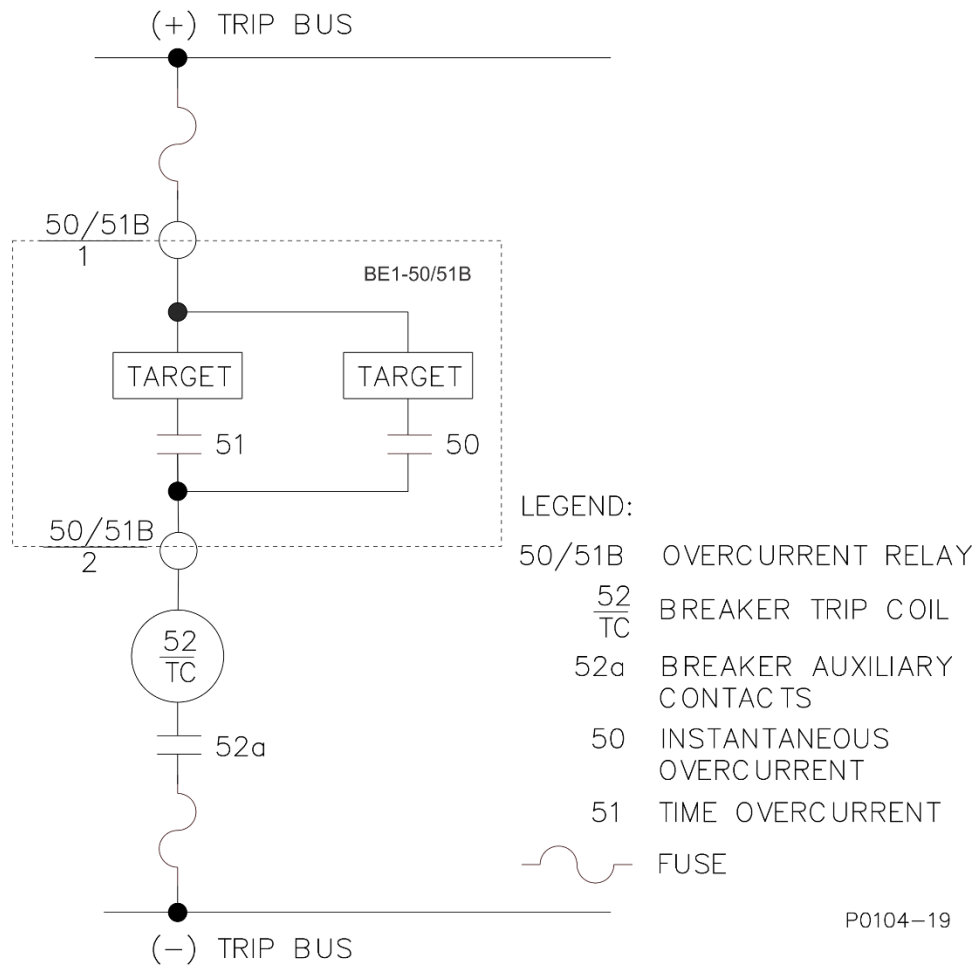 (+) TRIP BUS
50/51B
1
BE1-50/51B
TARGET
TARGET
51
50
50/51B
2
52
TC
52a
(-) TRIP BUS
LEGEND:
50/51B OVERCURRENT RELAY
52
TC
BREAKER TRIP COIL
52a BREAKER AUXILIARY
CONTACTS
50 INSTANTANEOUS
OVERCURRENT
51 TIME OVERCURRENT
FUSE
P0104-19